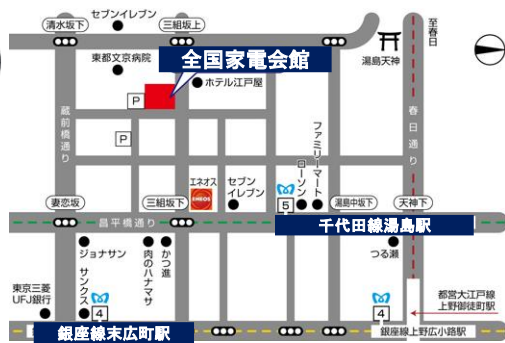 セブンイレブン
清水坂下
三組坂上
至春日
東都文京病院
全国家電会館
湯島天神
ホテル江戸屋
P
蔵前橋通り
P
春日通り
ファミリーマート
ローソン
エネオス
ENEOS
セブン
イレブン
5
妻恋坂
三組坂下
湯島中坂下
天神下
昌平橋通り
千代田線湯島駅
ジョナサン
肉のハナマサ
かつ進
つる瀬
サンクス
東京三菱
UFJ銀行
4
4
都営大江戸線
上野御徒町駅
銀座線末広町駅
銀座線上野広小路駅